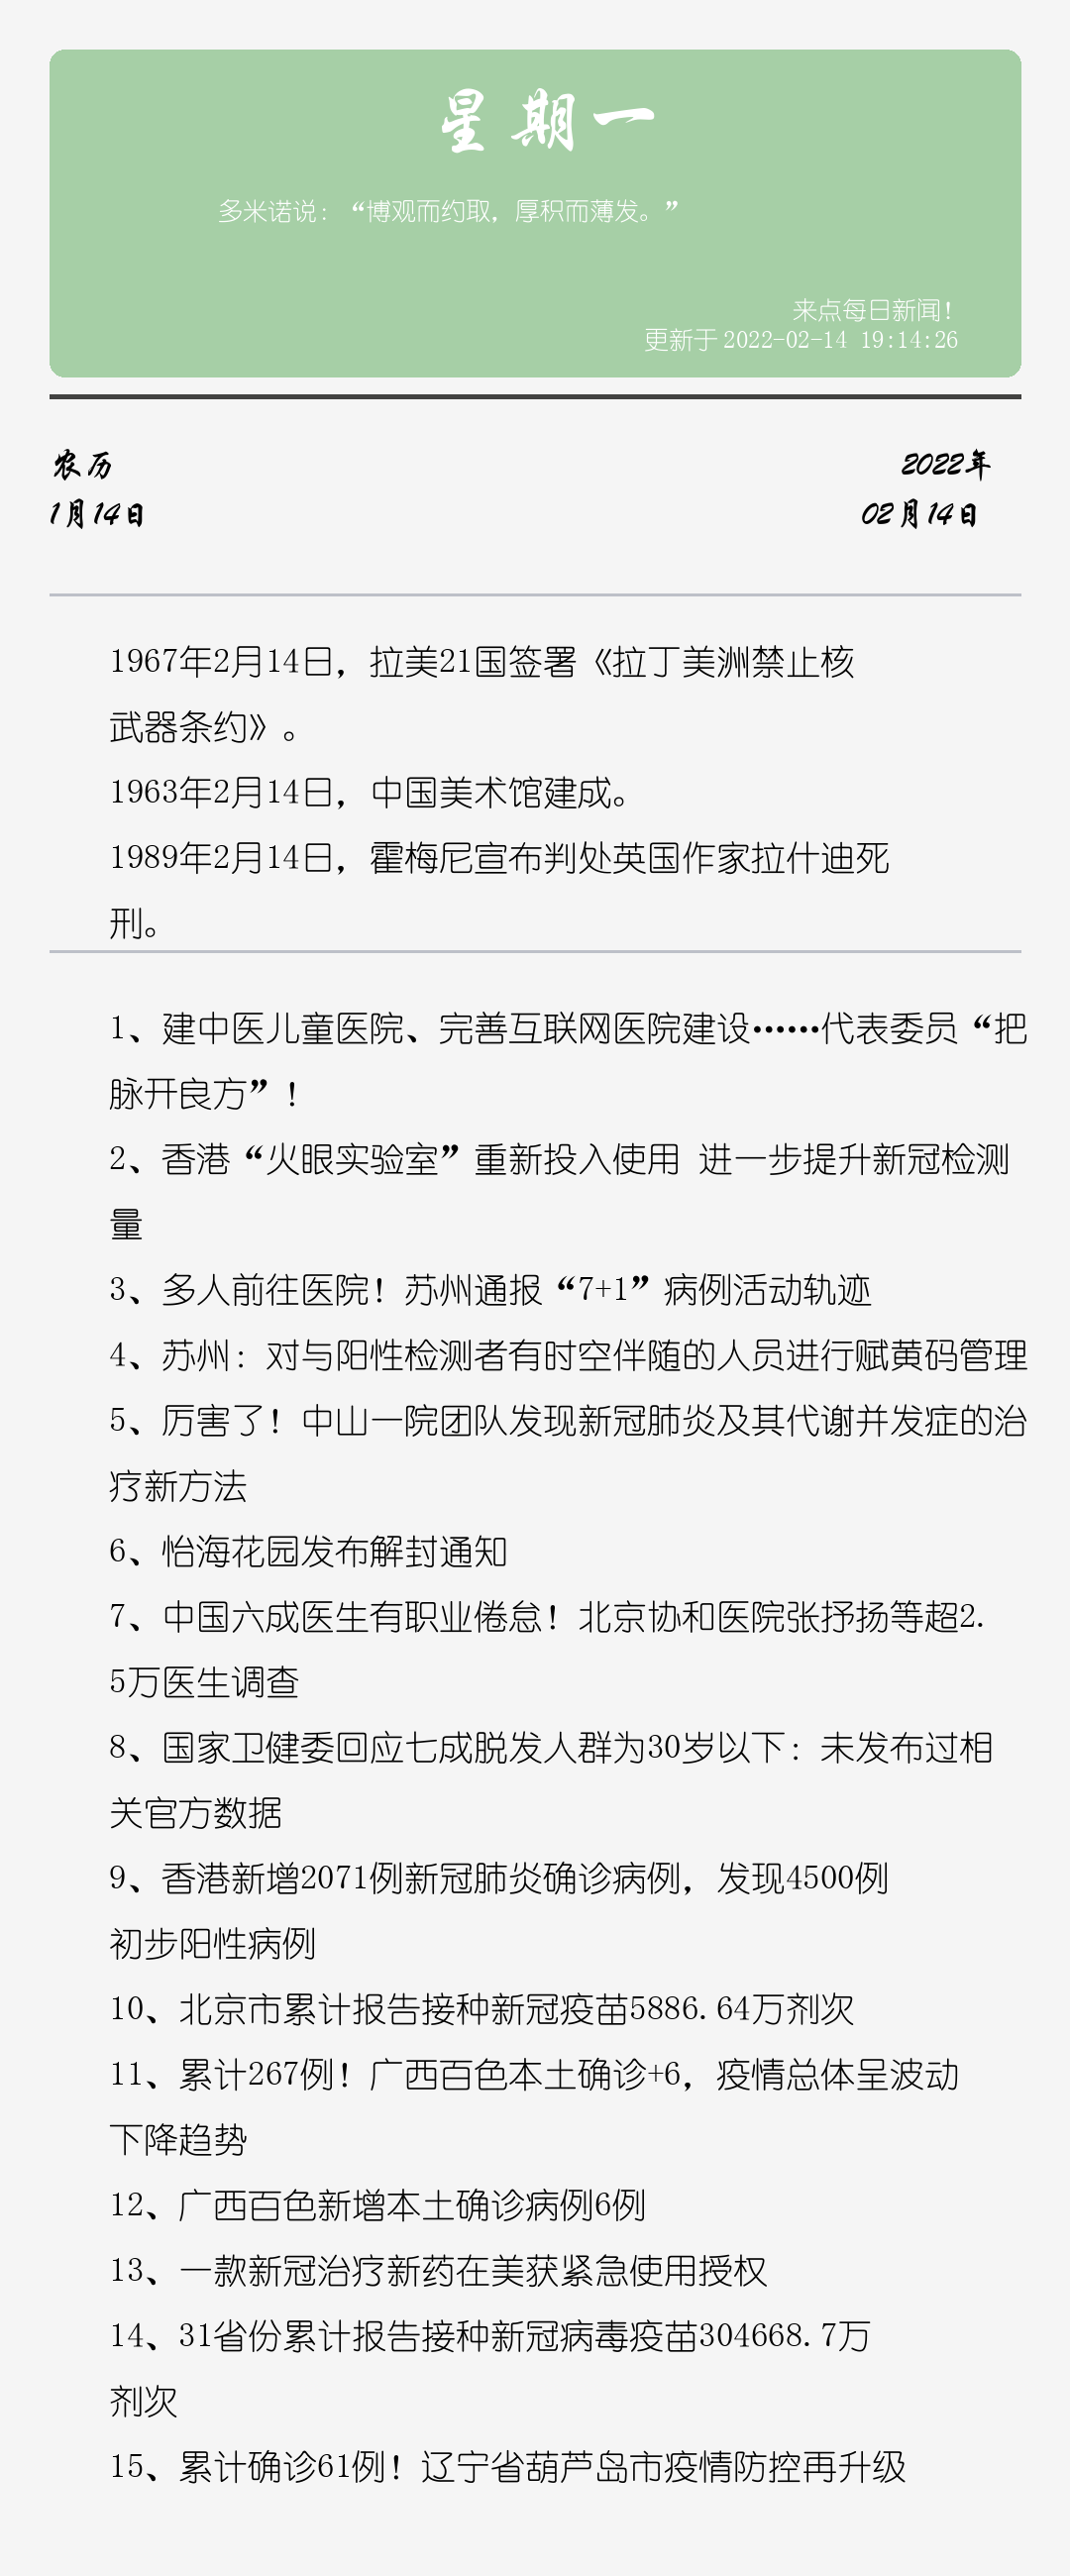 星期一
多米诺说：“博观而约取，厚积而薄发。”
来点每日新闻！
更新于 2022-02-14 19:14:26
农历
2022年
1月14日
02月14日
1967年2月14日，拉美21国签署《拉丁美洲禁止核
武器条约》。
1963年2月14日，中国美术馆建成。
1989年2月14日，霍梅尼宣布判处英国作家拉什迪死
刑。
1、建中医儿童医院、完善互联网医院建设……代表委员“把
脉开良方”！
2、香港“火眼实验室”重新投入使用 进一步提升新冠检测
量
3、多人前往医院！苏州通报“7+1”病例活动轨迹
4、苏州：对与阳性检测者有时空伴随的人员进行赋黄码管理
5、厉害了！中山一院团队发现新冠肺炎及其代谢并发症的治
疗新方法
6、怡海花园发布解封通知
7、中国六成医生有职业倦怠！北京协和医院张抒扬等超2.
5万医生调查
8、国家卫健委回应七成脱发人群为30岁以下：未发布过相
关官方数据
9、香港新增2071例新冠肺炎确诊病例，发现4500例
初步阳性病例
10、北京市累计报告接种新冠疫苗5886.64万剂次
11、累计267例！广西百色本土确诊+6，疫情总体呈波动
下降趋势
12、广西百色新增本土确诊病例6例
13、一款新冠治疗新药在美获紧急使用授权
14、31省份累计报告接种新冠病毒疫苗304668.7万
剂次
15、累计确诊61例！辽宁省葫芦岛市疫情防控再升级